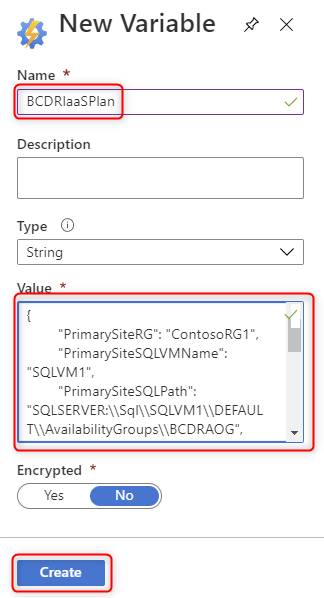 New Variable
Name *
BCDRIaaSPlan
Description
Type
String
Value *
{
"PrimarySiteRG": "ContosoRG1",
"PrimarySiteSQLVMName":
"SQLVM1",
"PrimarySiteSQLPath":
"SQLSERVER:\\Sql\\SQLVM1\\DEFAUL
T\\AvailabilityGroups\\BCDRAOG",
Encrypted *
Yes No
Create